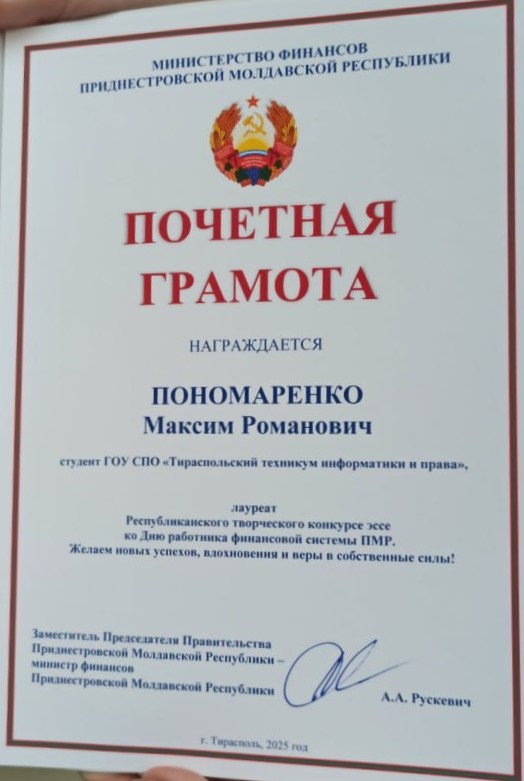 МИНИСТЕРСТВО ФИНАНСОВ
ПРИДНЕСТРОВСКОЙ МОЛДАВСКОЙ РЕСПУБЛИКИ
ПОЧЕТНАЯ
ГРАМОТА
НАГРАЖДАЕТСЯ
ПОНОМАРЕНКО
Максим Романович
студент ГОУ СПО «Тираспольский техникум информатики и права»,
лауреат
Республиканского творческого конкурсе эссе
ко Дню работника финансовой системы ПМР.
Желаем новых успехов, вдохновения и веры в собственные силы!
Заместитель Председателя Правительства
Приднестровской Молдавской Республики –
министр финансов
Приднестровской Молдавской Республики
А.А. Рускевич
г. Тирасполь, 2025 год